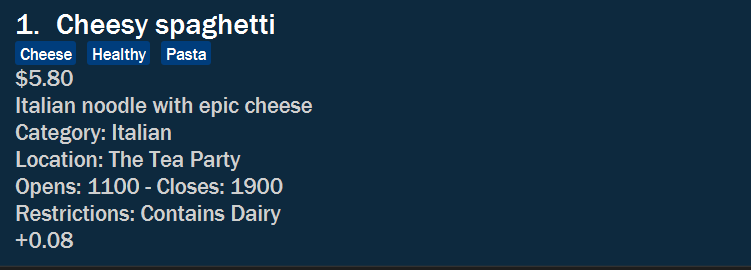 1. Cheesy spaghetti
Cheese Healthy Pasta
$5.80
Italian noodle with epic cheese
Category: Italian
Location: The Tea Party
Opens: 1100 - Closes: 1900
Restrictions: Contains Dairy
+0.08